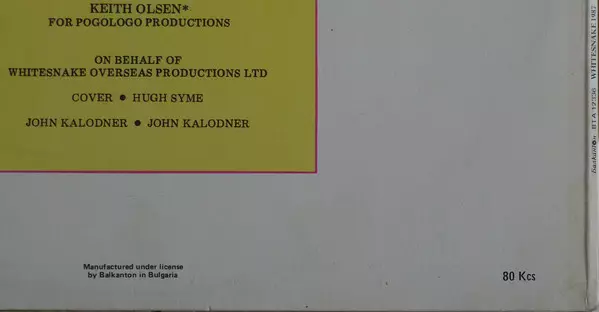 KEITH OLSEN*
FOR POGOLOGO PRODUCTIONS
ON BEHALF OF
WHITESNAKE OVERSEAS PRODUCTIONS LTD
COVER ● HUGH SYME
JOHN KALODNER ● JOHN KALODNER
Manufactured under license
by Balkanton in Bulgaria
80 Kcs
WHITESNAKE 1987